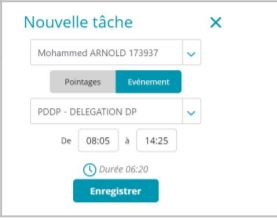 Nouvelle tâche
Mohammed ARNOLD 173937
Pointages Evénement
PDDP - DELEGATION DP
De 08:05 à 14:25
Durée 06:20
Enregistrer